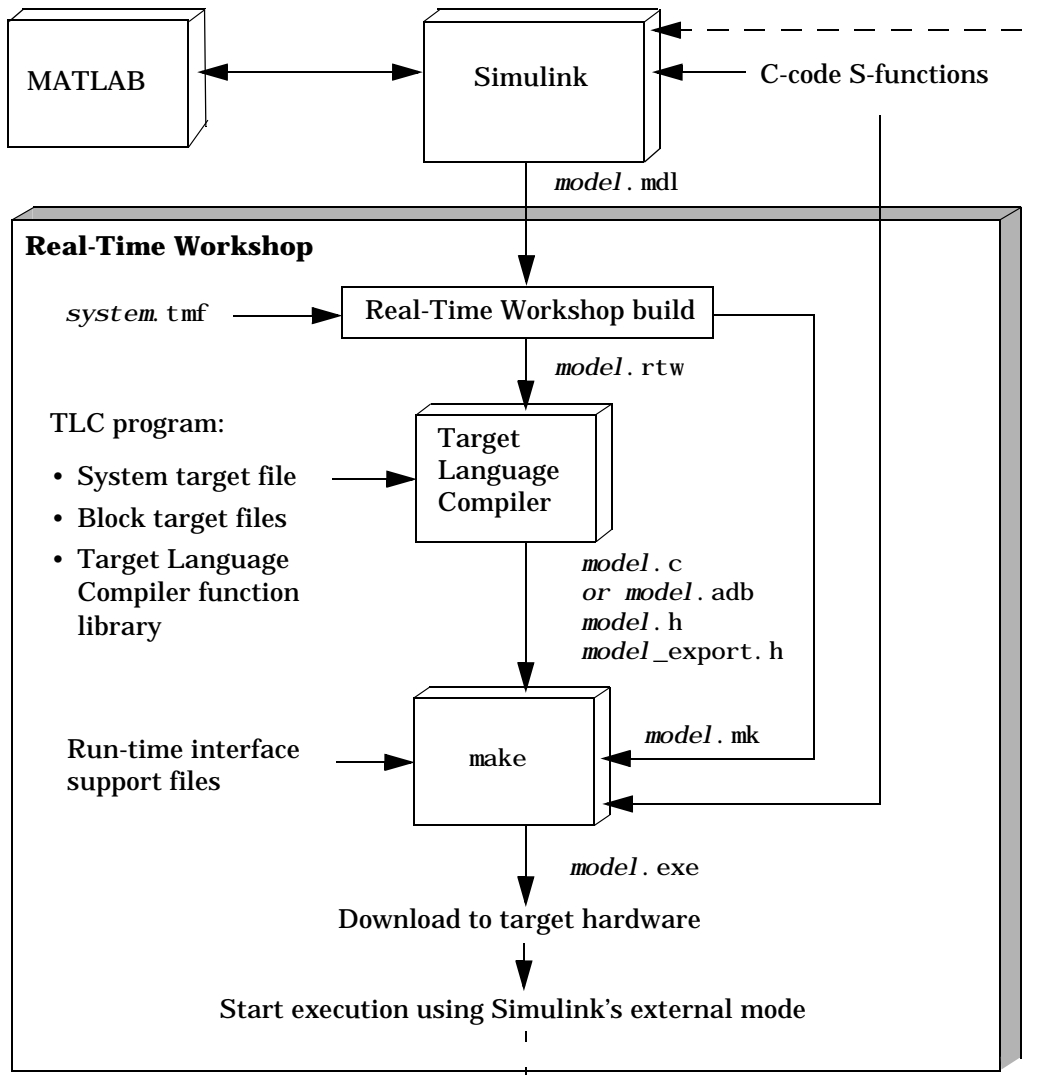 MATLAB
Simulink
C-code S-functions
model.mdl
Real-Time Workshop
system.tmf
Real-Time Workshop build
model.rtw
TLC program:
• System target file
• Block target files
• Target Language
Compiler function
library
Target
Language
Compiler
model.c
or model.adb
model.h
model_export.h
Run-time interface
support files
make
model.mk
model.exe
Download to target hardware
Start execution using Simulink's external mode